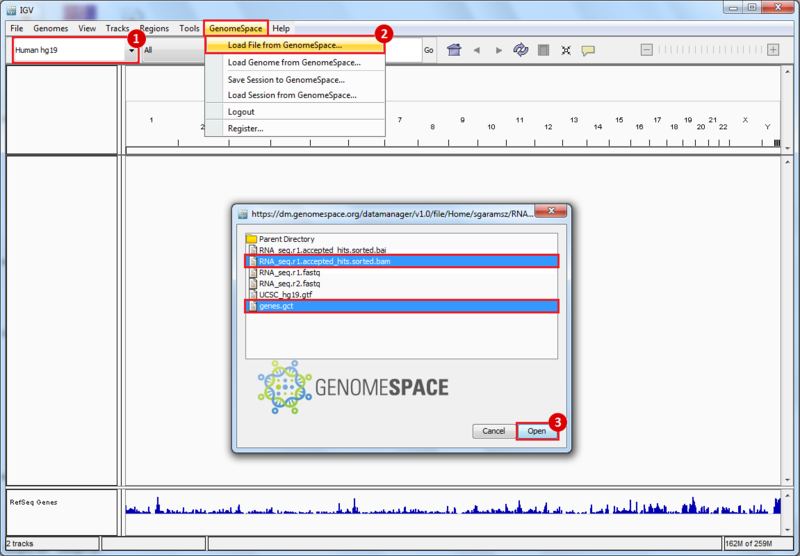 IGV
File Genomes View Tracks Regions Tools GenomeSpace Help
1
2
Human hg19
All
Go
Load File from GenomeSpace...
Load Genome from GenomeSpace...
Save Session to GenomeSpace...
Load Session from GenomeSpace...
Logout
Register...
1 2 7 8 9 10 11 12 13 14 15 16 17 18 19 20 21 22 X Y
https://dm.genomespace.org/datamanager/v1.0/file/Home/sgaramsz/RNA...
Parent Directory
RNA_seq.r1.accepted_hits.sorted.bai
RNA_seq.r1.accepted_hits.sorted.bam
RNA_seq.r1.fastq
RNA_seq.r2.fastq
UCSC_hg19.gtf
genes.gct
GENOMESPACE
3
Cancel Open
RefSeq Genes
2 tracks
162M of 259M